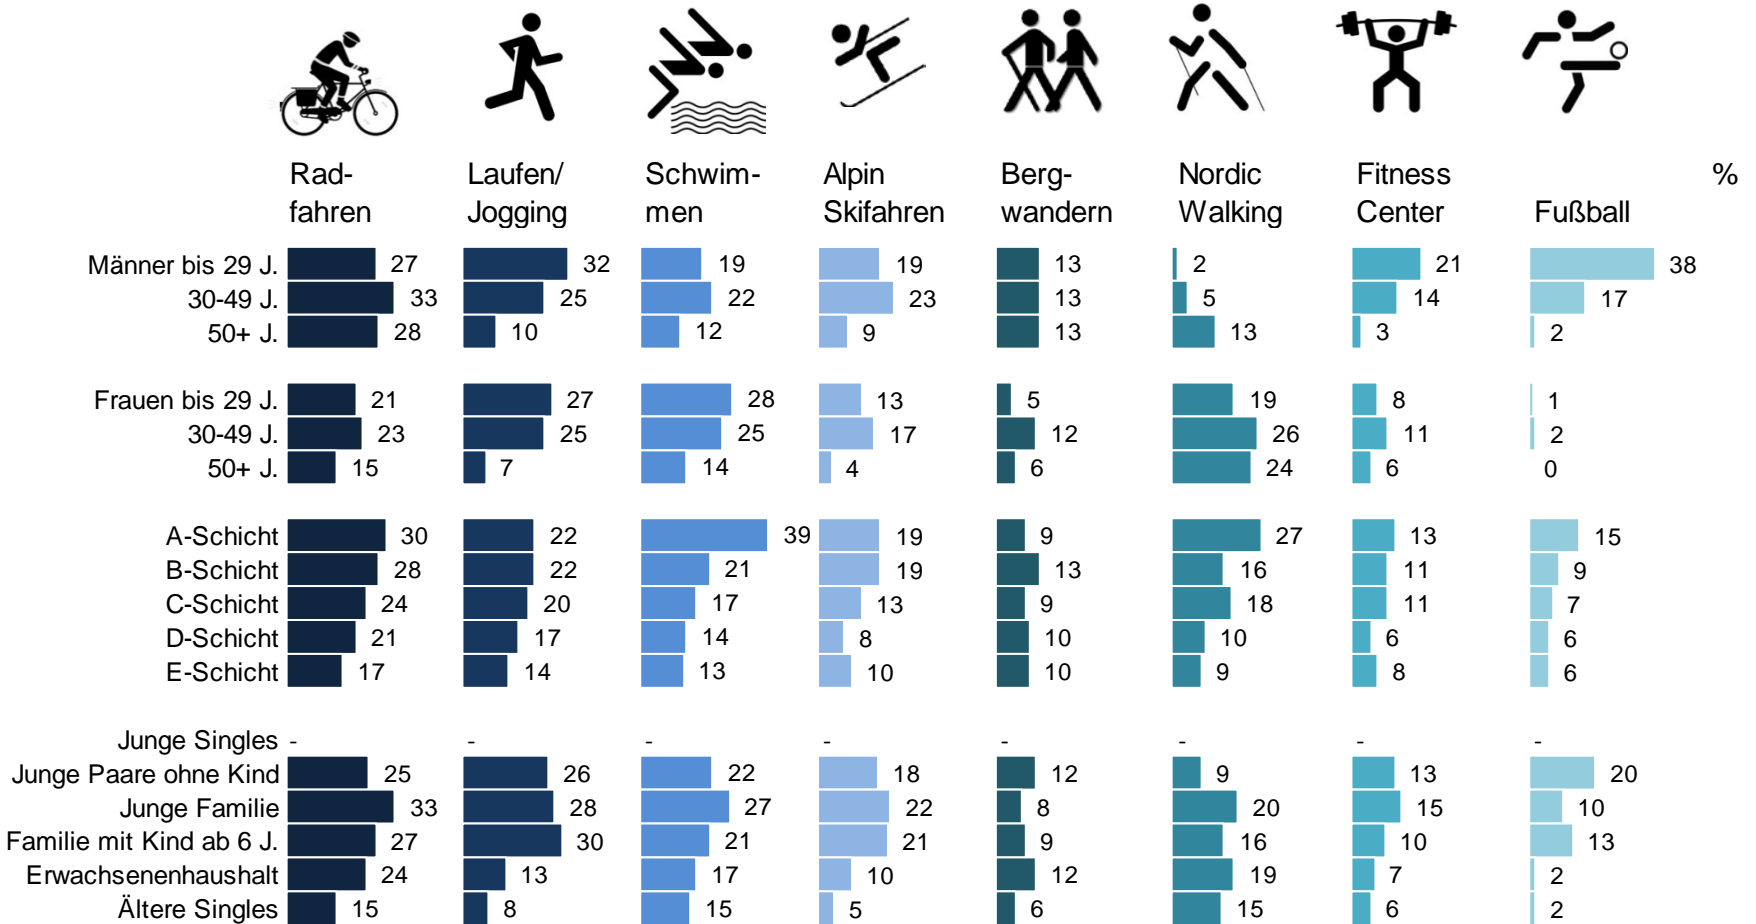 Rad- Laufen/ Schwim- Alpin Berg- Nordic Fitness %
fahren Jogging men Skifahren wandern Walking Center Fußball
Männer bis 29 J. 27 32 19 19 13 2 21 38
30-49 J. 33 25 22 23 13 5 14 17
50+ J. 28 10 12 9 13 13 3 2
Frauen bis 29 J. 21 27 28 13 5 19 8 1
30-49 J. 23 25 25 17 12 26 11 2
50+ J. 15 7 14 4 6 24 6 0
A-Schicht 30 22 39 19 9 27 13 15
B-Schicht 28 22 21 19 13 16 11 9
C-Schicht 24 20 17 13 9 18 11 7
D-Schicht 21 17 14 8 10 10 6 6
E-Schicht 17 14 13 10 10 9 8 6
Junge Singles - - - - - - - -
Junge Paare ohne Kind 25 26 22 18 12 9 13 20
Junge Familie 33 28 27 22 8 20 15 10
Familie mit Kind ab 6 J. 27 30 21 21 9 16 10 13
Erwachsenenhaushalt 24 13 17 10 12 19 7 2
Ältere Singles 15 8 15 5 6 15 6 2